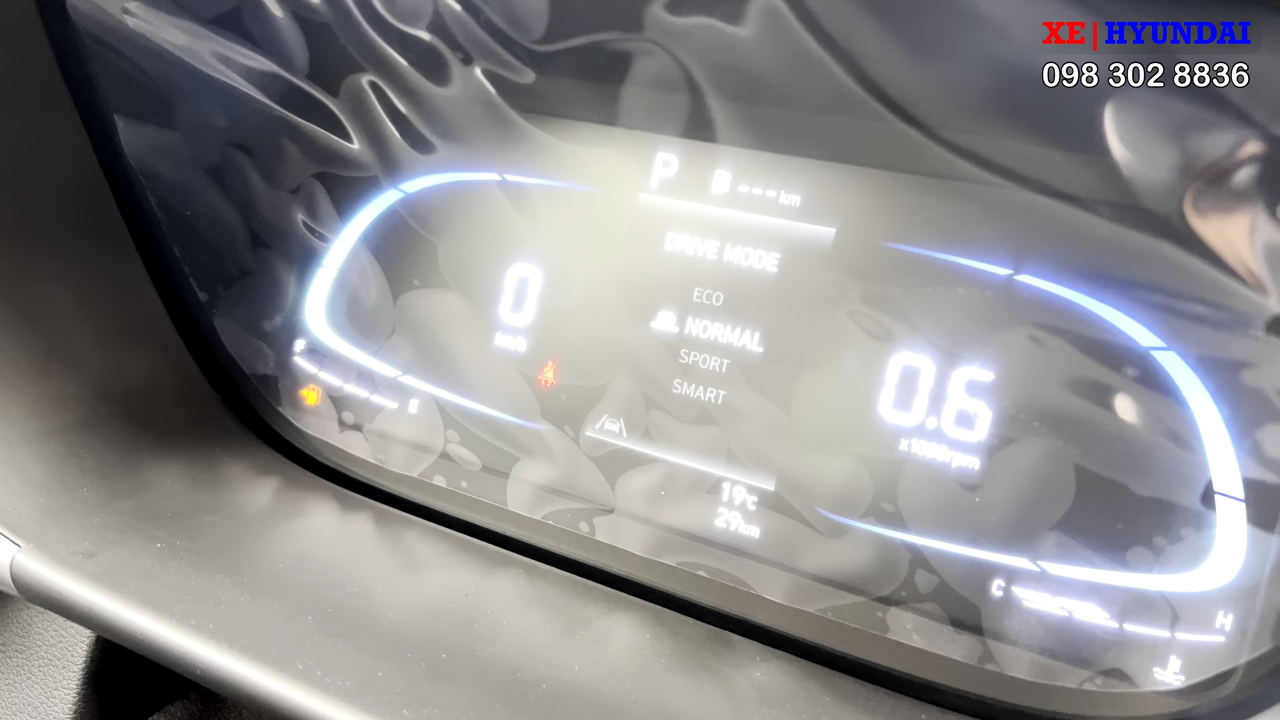 XE|HYUNDAI
098 302 8836
P
---km
DRIVE MODE
ECO
NORMAL
SPORT
SMART
0
km/h
0.6
x1000rpm
F
E
19°C
29km
C
H